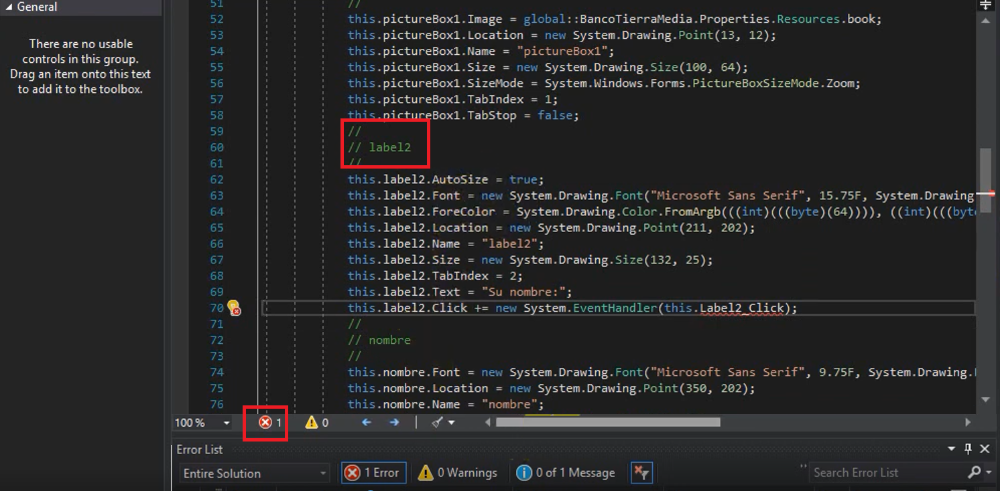 General
There are no usable
controls in this group.
Drag an item onto this text
to add it to the toolbox.
51 //
52 this.pictureBox1.Image = global::BancoTierraMedia.Properties.Resources.book;
53 this.pictureBox1.Location = new System.Drawing.Point(13, 12);
54 this.pictureBox1.Name = "pictureBox1";
55 this.pictureBox1.Size = new System.Drawing.Size(100, 64);
56 this.pictureBox1.SizeMode = System.Windows.Forms.PictureBoxSizeMode.Zoom;
57 this.pictureBox1.TabIndex = 1;
58 this.pictureBox1.TabStop = false;
59 //
60 // label2
61 //
62 this.label2.AutoSize = true;
63 this.label2.Font = new System.Drawing.Font("Microsoft Sans Serif", 15.75F, System.Drawing
64 this.label2.ForeColor = System.Drawing.Color.FromArgb(((int)(((byte)(64)))), ((int)(((byt
65 this.label2.Location = new System.Drawing.Point(211, 202);
66 this.label2.Name = "label2";
67 this.label2.Size = new System.Drawing.Size(132, 25);
68 this.label2.TabIndex = 2;
69 this.label2.Text = "Su nombre:";
70 this.label2.Click += new System.EventHandler(this.Label2_Click);
71 //
72 // nombre
73 //
74 this.nombre.Font = new System.Drawing.Font("Microsoft Sans Serif", 9.75F, System.Drawing.
75 this.nombre.Location = new System.Drawing.Point(350, 202);
76 this.nombre.Name = "nombre";
100 % 1 0
Error List
Entire Solution 1 Error 0 Warnings 0 of 1 Message Search Error List